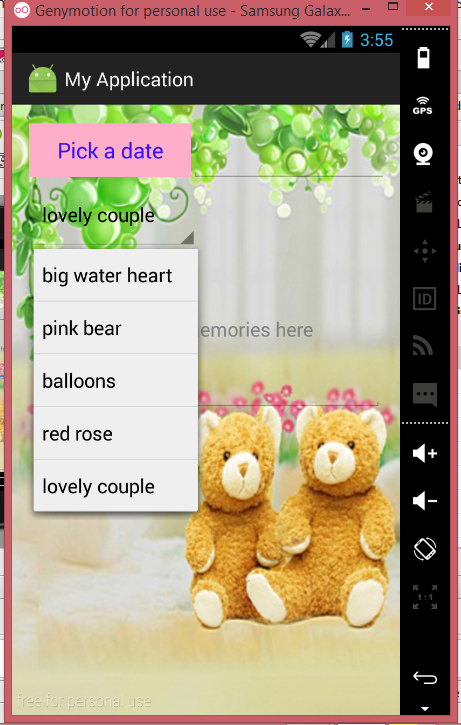 Genymotion for personal use - Samsung Galax...
3:55
My Application
GPS
Pick a date
lovely couple
ID
big water heart
emories here
pink bear
balloons
red rose
lovely couple
1:1
free for personal use